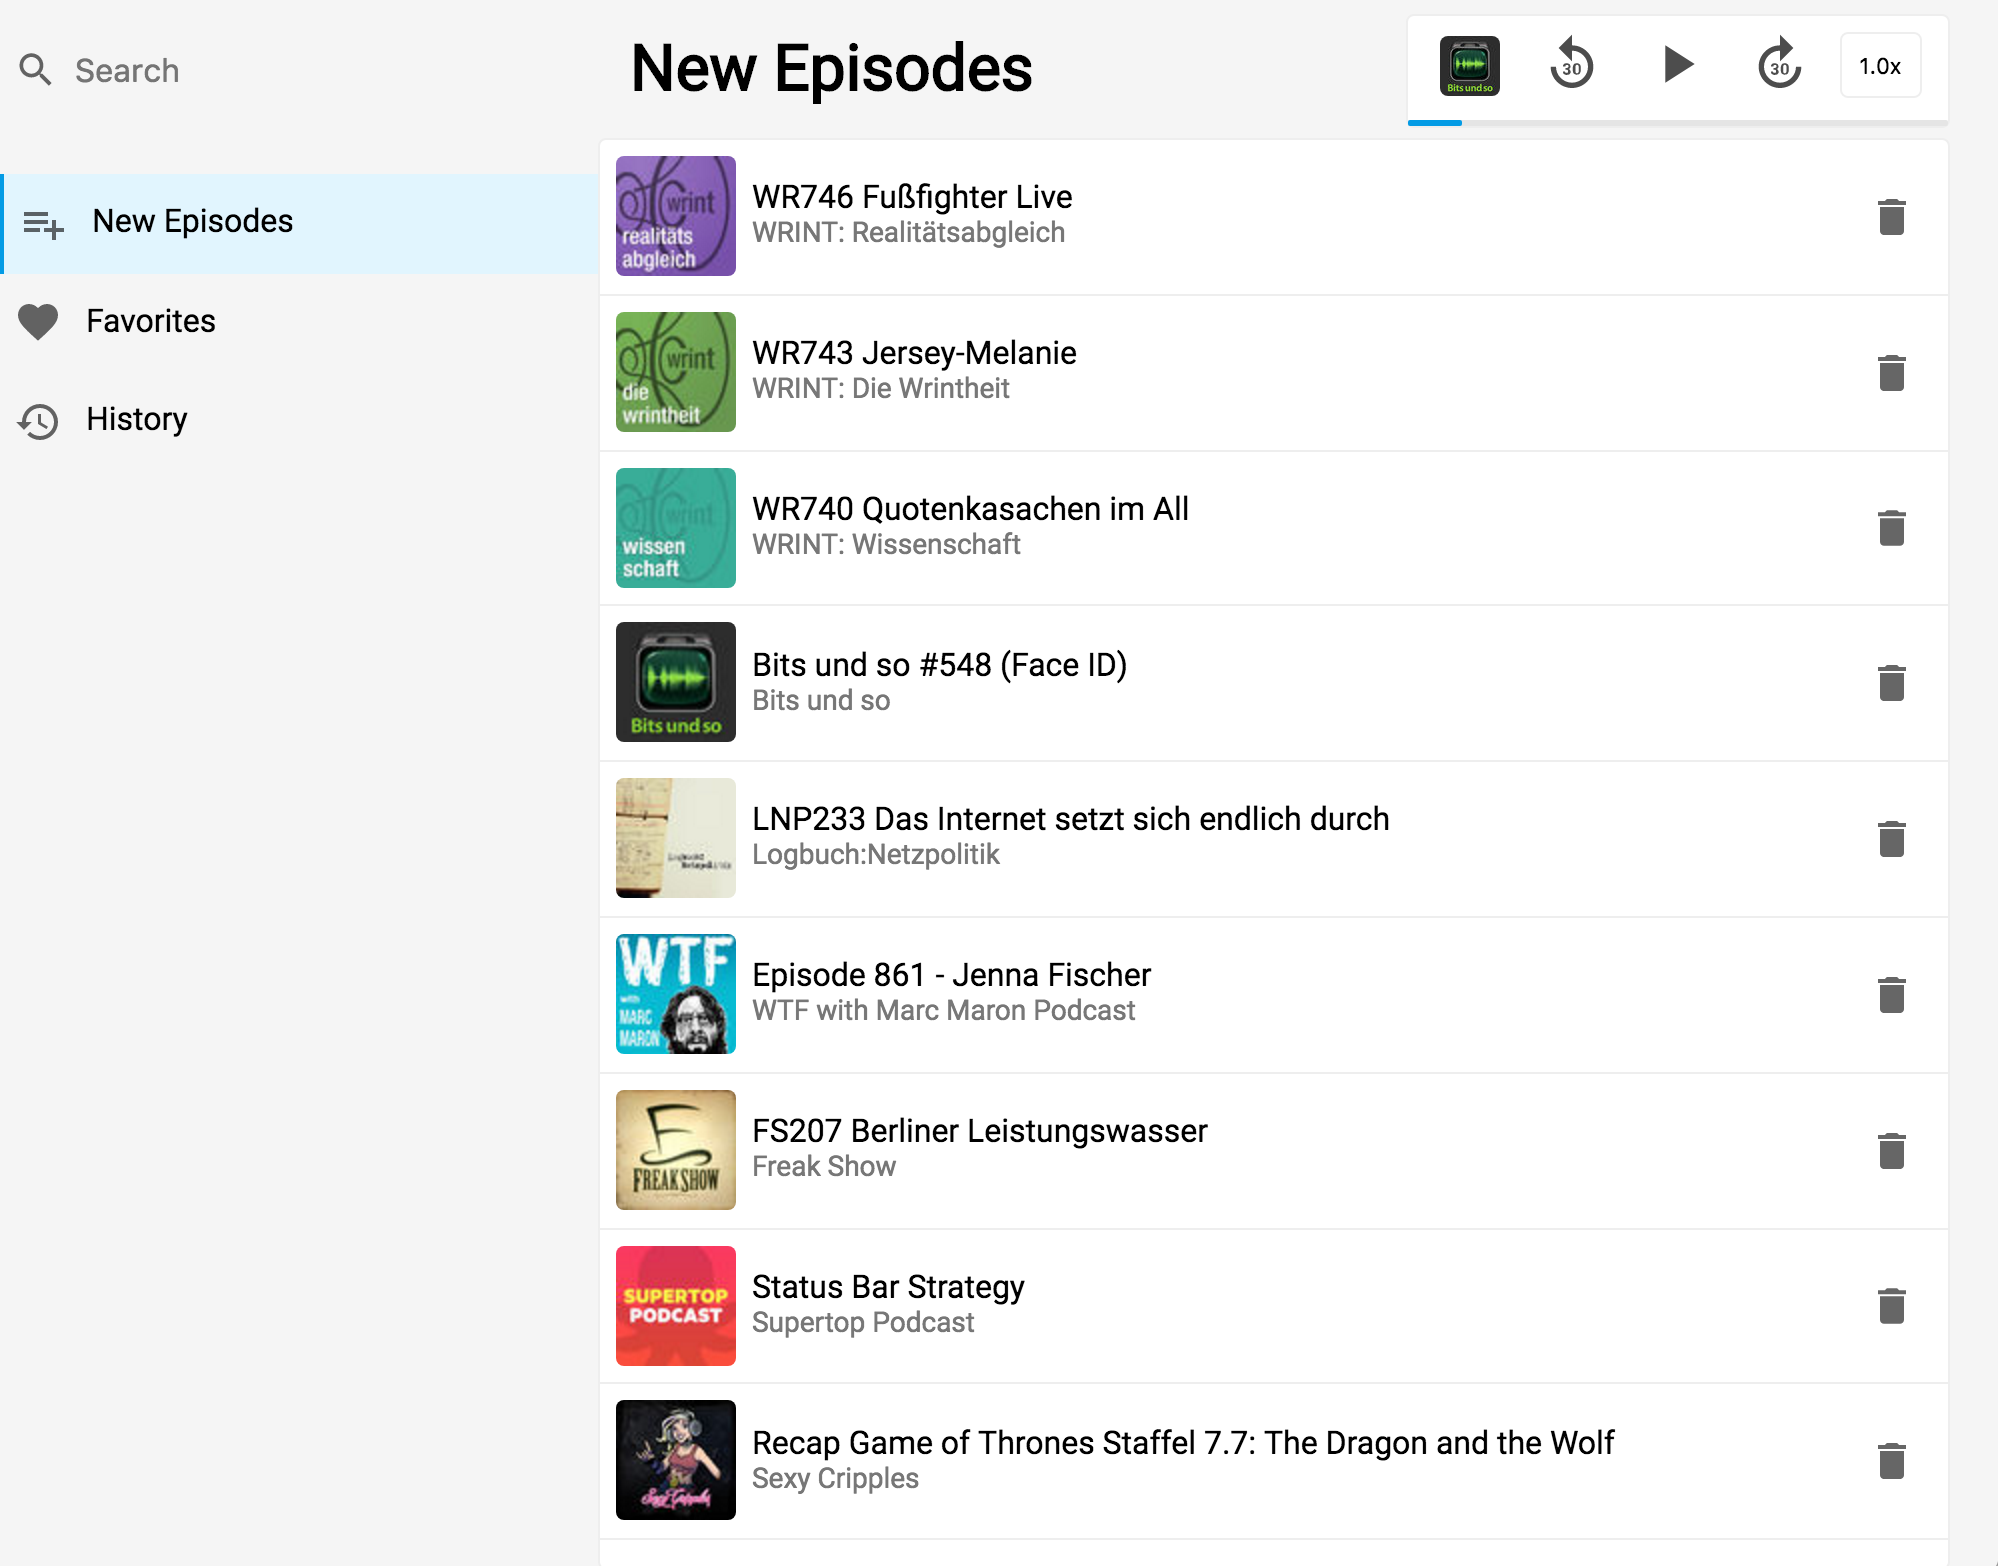 Search
New Episodes
Favorites
History
New Episodes
Bits und so
30
30
1.0x
wrint
realitäts
abgleich
WR746 Fußfighter Live
WRINT: Realitätsabgleich
wrint
die
wrintheit
WR743 Jersey-Melanie
WRINT: Die Wrintheit
wrint
wissen
schaft
WR740 Quotenkasachen im All
WRINT: Wissenschaft
Bits und so
Bits und so #548 (Face ID)
Bits und so
Logbuch
Netzpolitik
LNP233 Das Internet setzt sich endlich durch
Logbuch:Netzpolitik
WTF
with
MARC
MARON
Episode 861 - Jenna Fischer
WTF with Marc Maron Podcast
FREAK SHOW
FS207 Berliner Leistungswasser
Freak Show
SUPERTOP
PODCAST
Status Bar Strategy
Supertop Podcast
Sexy Cripples
Recap Game of Thrones Staffel 7.7: The Dragon and the Wolf
Sexy Cripples